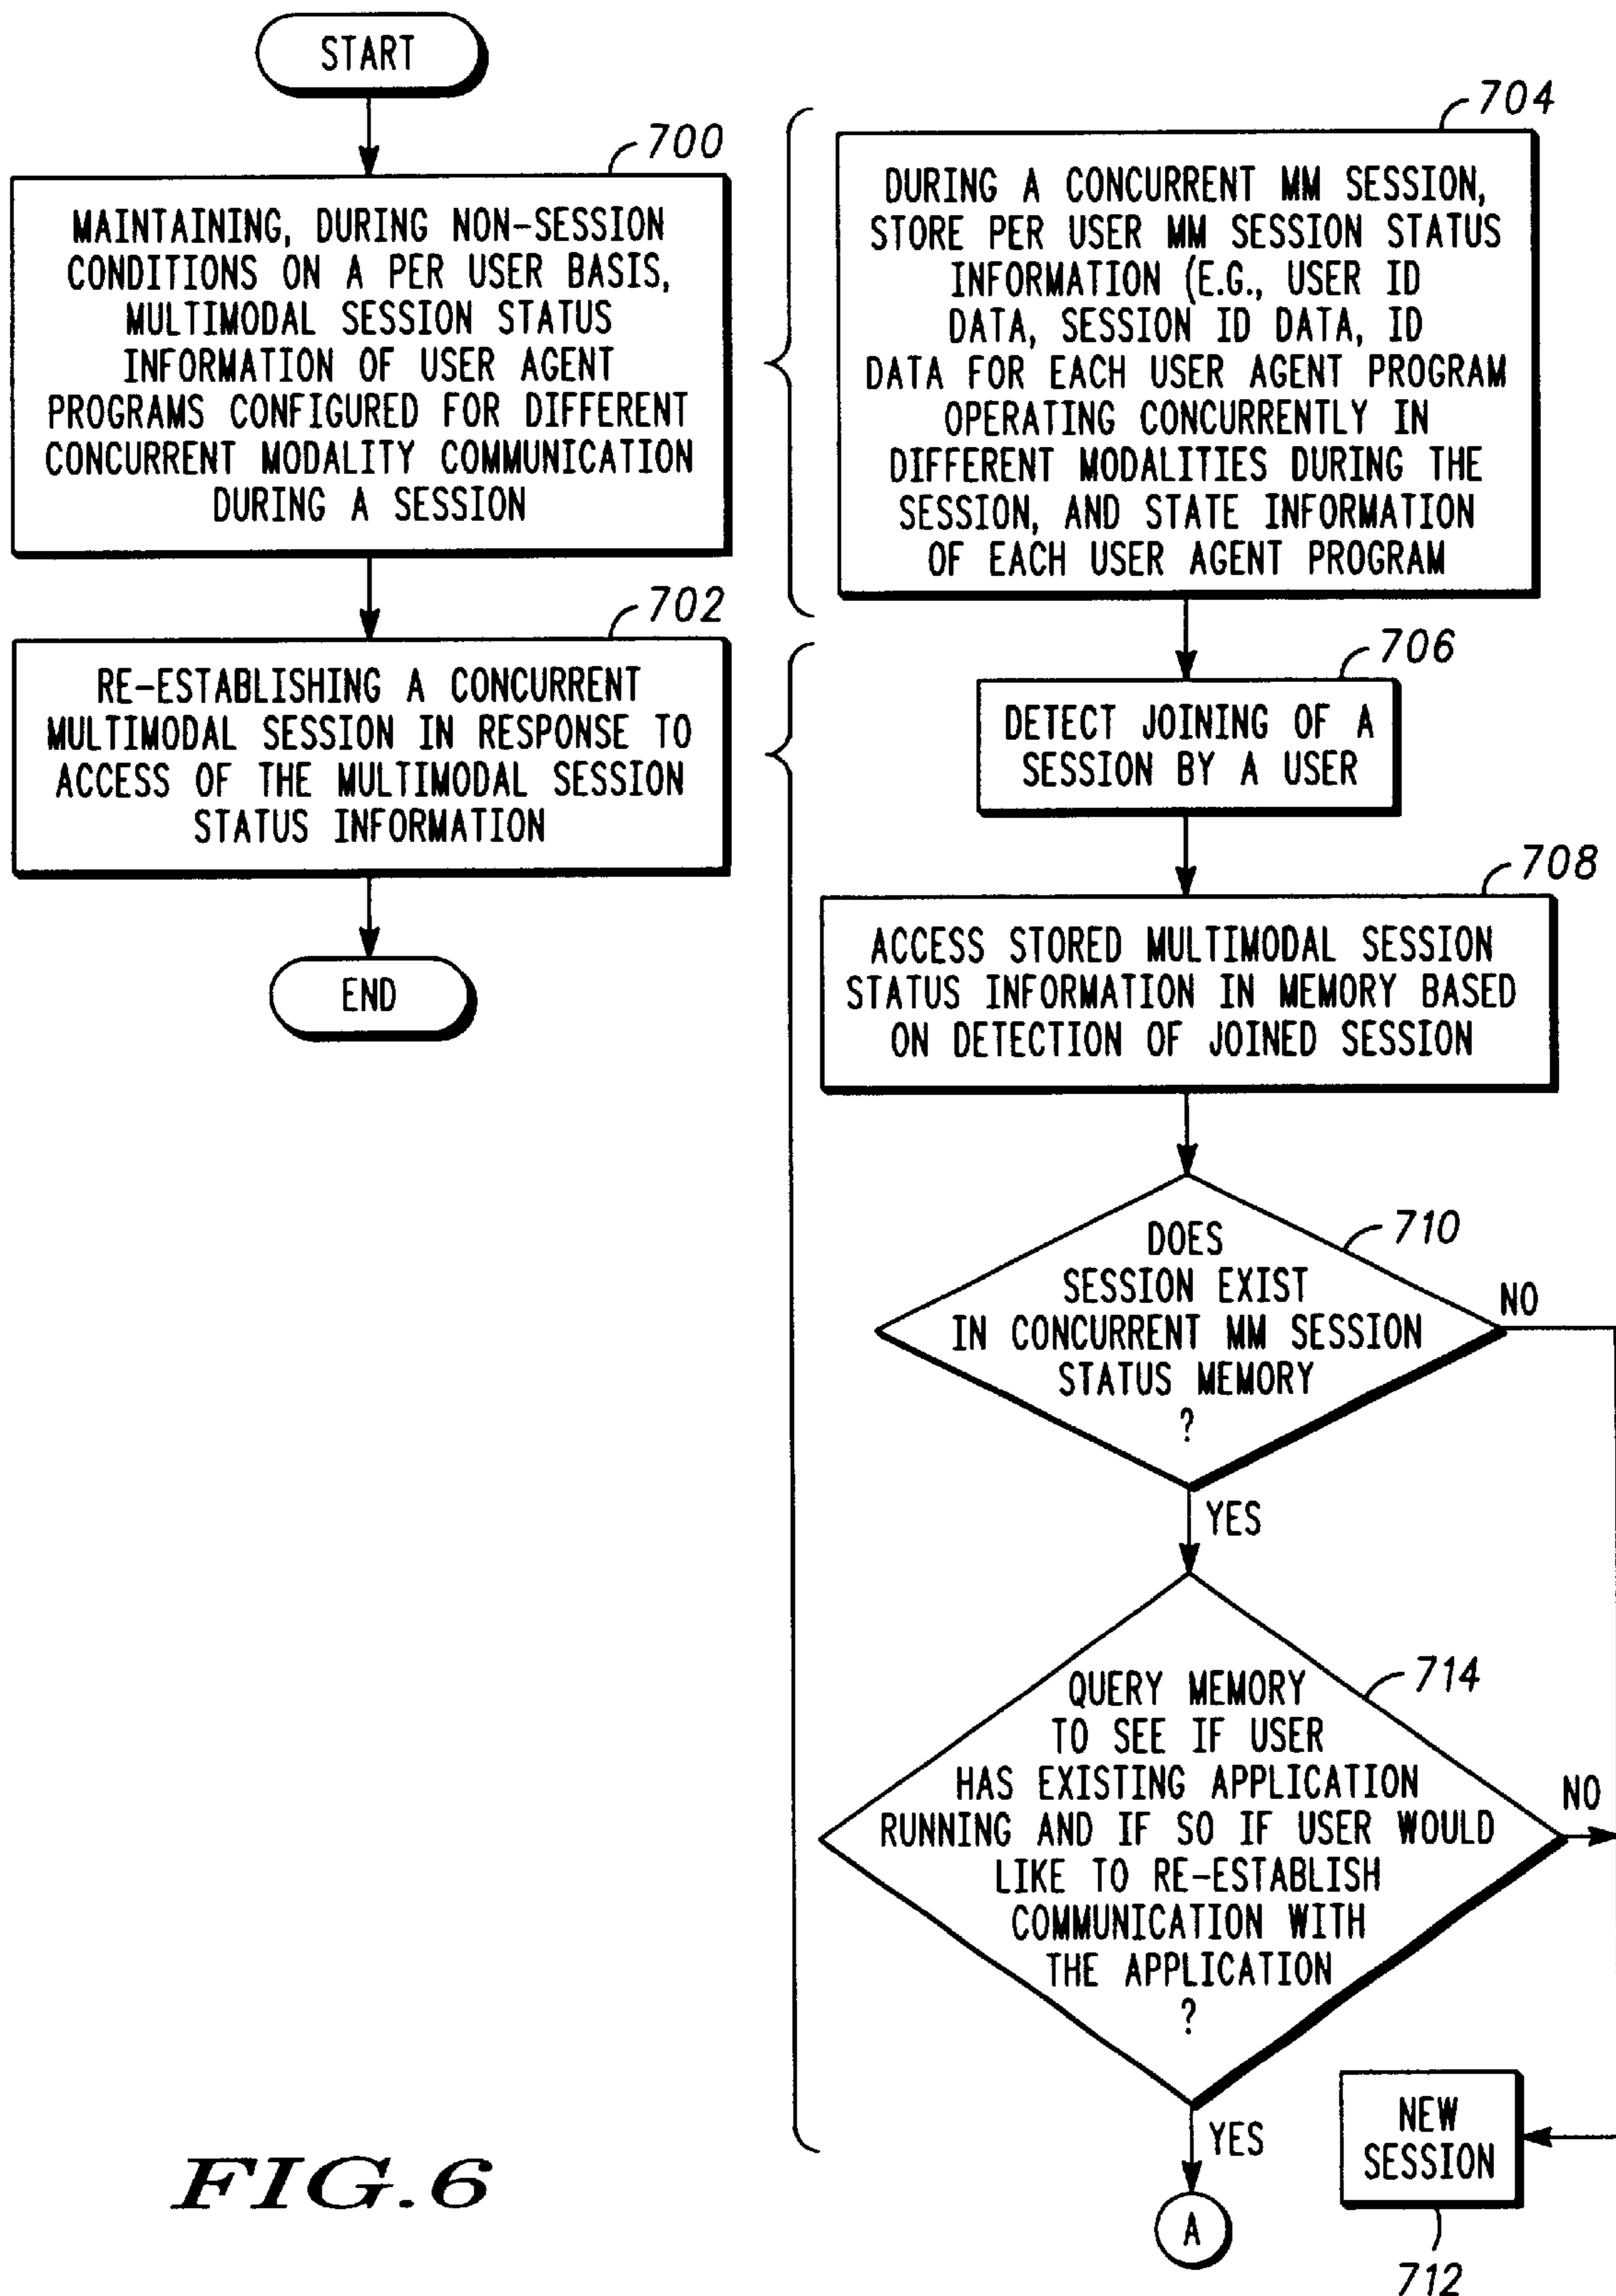 START
700
MAINTAINING, DURING NON-SESSION
CONDITIONS ON A PER USER BASIS,
MULTIMODAL SESSION STATUS
INFORMATION OF USER AGENT
PROGRAMS CONFIGURED FOR DIFFERENT
CONCURRENT MODALITY COMMUNICATION
DURING A SESSION
702
RE-ESTABLISHING A CONCURRENT
MULTIMODAL SESSION IN RESPONSE TO
ACCESS OF THE MULTIMODAL SESSION
STATUS INFORMATION
END
704
DURING A CONCURRENT MM SESSION,
STORE PER USER MM SESSION STATUS
INFORMATION (E.G., USER ID
DATA, SESSION ID DATA, ID
DATA FOR EACH USER AGENT PROGRAM
OPERATING CONCURRENTLY IN
DIFFERENT MODALITIES DURING THE
SESSION, AND STATE INFORMATION
OF EACH USER AGENT PROGRAM
706
DETECT JOINING OF A
SESSION BY A USER
708
ACCESS STORED MULTIMODAL SESSION
STATUS INFORMATION IN MEMORY BASED
ON DETECTION OF JOINED SESSION
710
DOES
SESSION EXIST
IN CONCURRENT MM SESSION
STATUS MEMORY
?
NO
YES
714
QUERY MEMORY
TO SEE IF USER
HAS EXISTING APPLICATION
RUNNING AND IF SO IF USER WOULD
LIKE TO RE-ESTABLISH
COMMUNICATION WITH
THE APPLICATION
?
NO
YES
A
NEW
SESSION
712
FIG.6